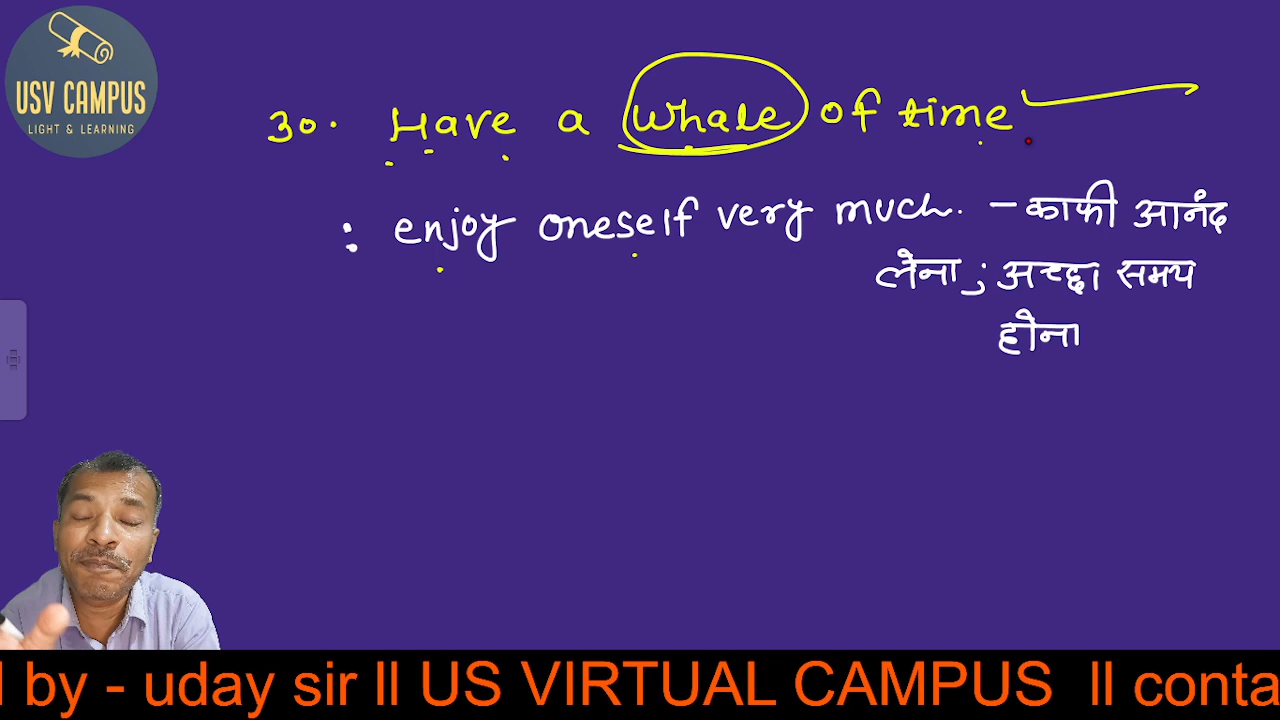 USV CAMPUS
LIGHT & LEARNING
30. Have a whale of time
: enjoy oneself very much. – काफी आनंद
लेना ; अच्छा समय
होना
by - uday sir ll US VIRTUAL CAMPUS ll conta